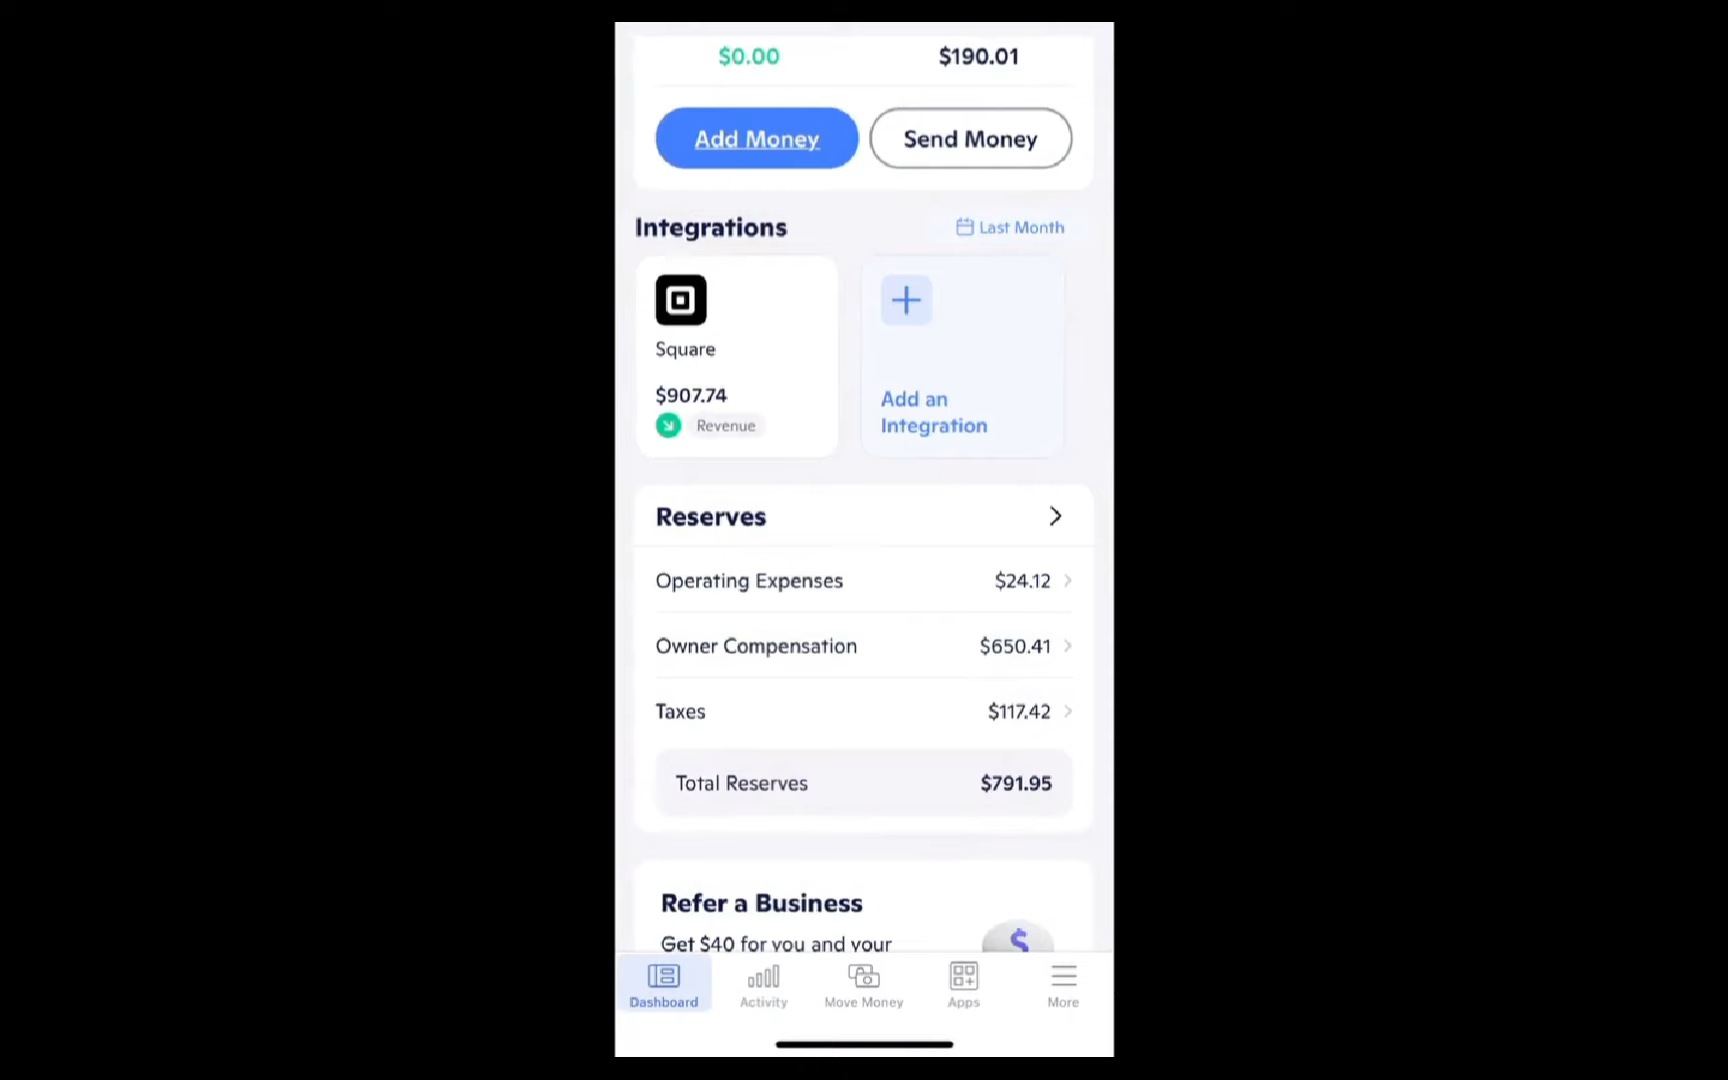 $0.00 $190.01
Add Money Send Money
Integrations Last Month
Square
$907.74
Revenue
Add an
Integration
Reserves
Operating Expenses $24.12
Owner Compensation $650.41
Taxes $117.42
Total Reserves $791.95
Refer a Business
Get $40 for you and your
Dashboard Activity Move Money Apps More